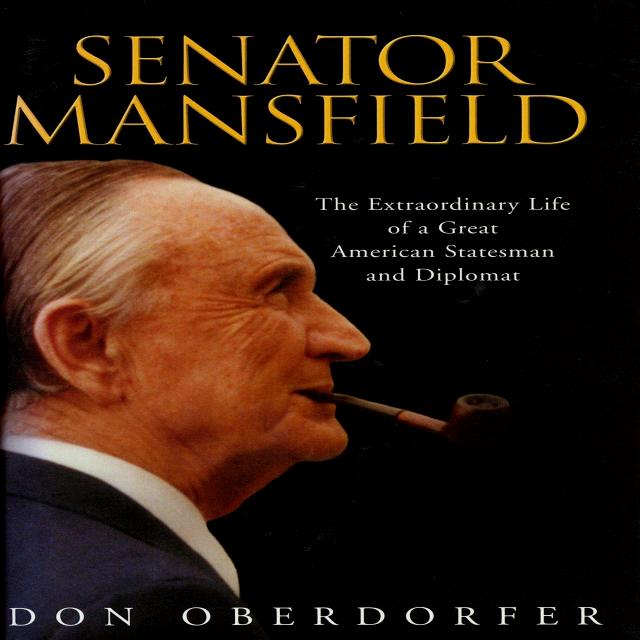 SENATOR
MANSFIELD
The Extraordinary Life
of a Great
American Statesman
and Diplomat
DON OBERDORFER